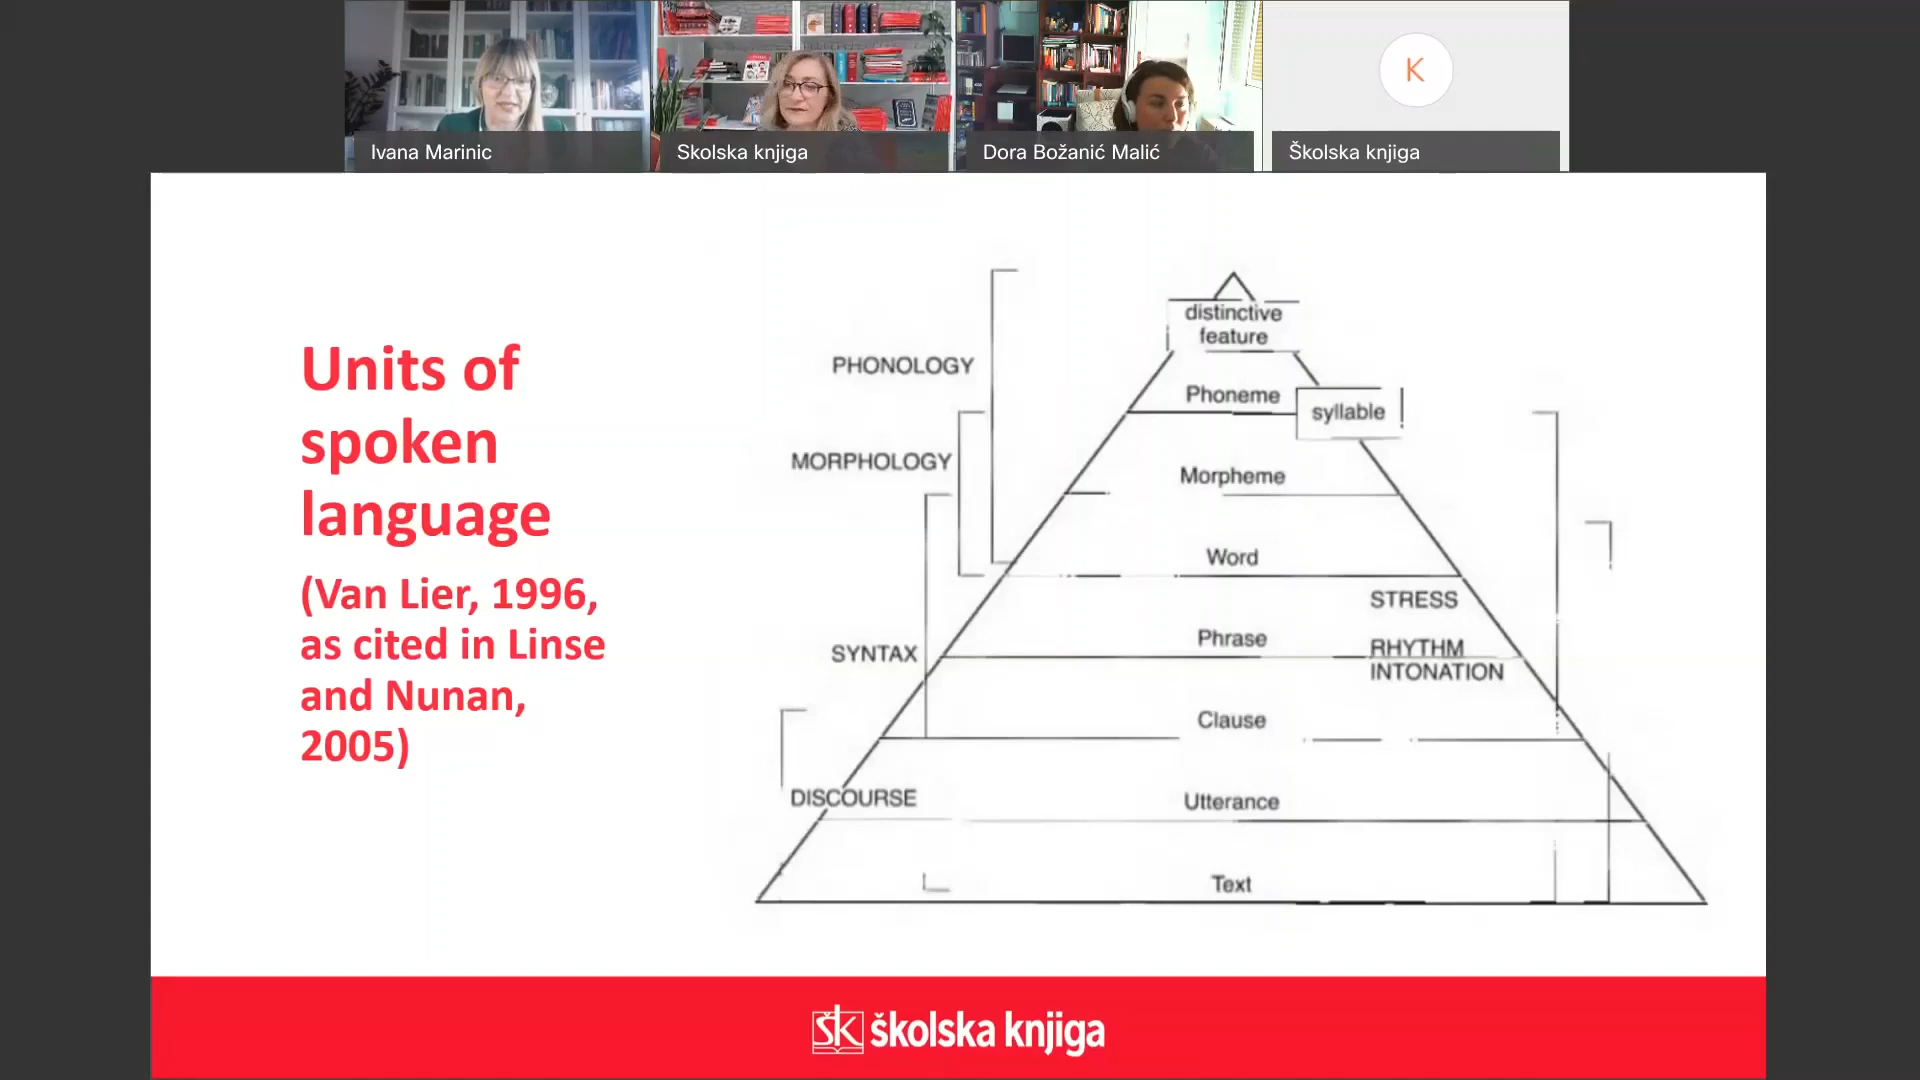 Ivana Marinic
Skolska knjiga
Dora Božanić Malić
K
Školska knjiga
Units of
spoken
language
(Van Lier, 1996,
as cited in Linse
and Nunan,
2005)
distinctive
feature
PHONOLOGY
Phoneme
syllable
MORPHOLOGY
Morpheme
Word
STRESS
SYNTAX
Phrase
RHYTHM
INTONATION
Clause
DISCOURSE
Utterance
Text
ŠK školska knjiga